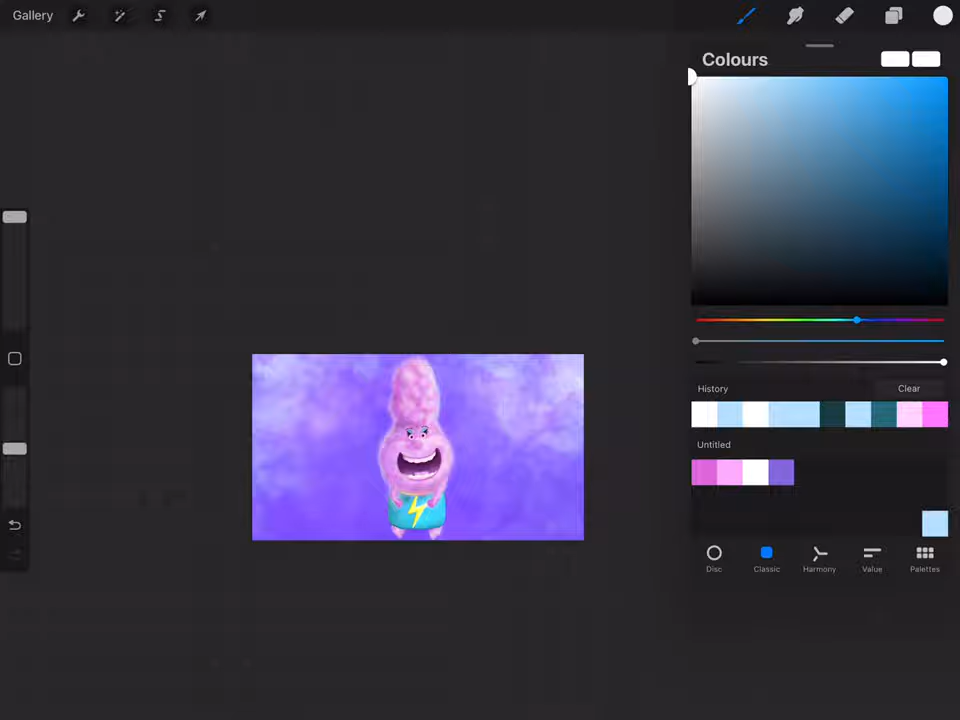 Gallery
Colours
History
Clear
Untitled
Disc
Classic
Harmony
Value
Palettes